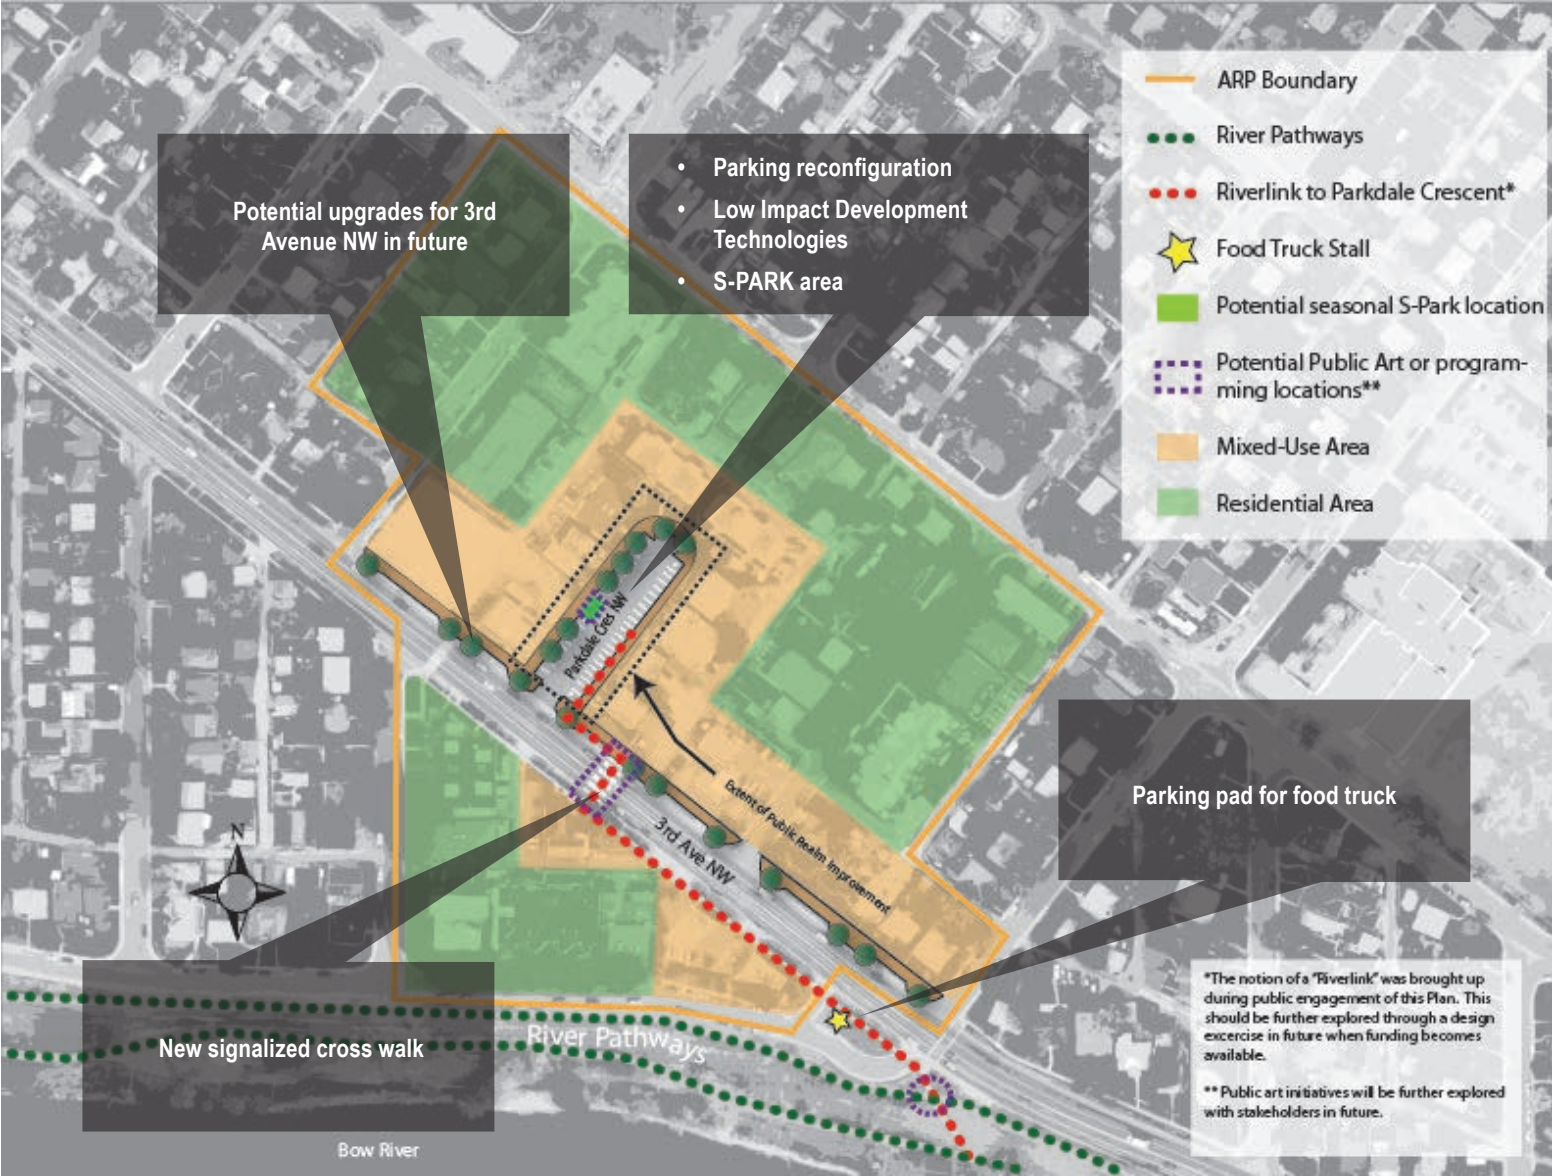 Potential upgrades for 3rd
Avenue NW in future
• Parking reconfiguration
• Low Impact Development
Technologies
• S-PARK area
ARP Boundary
River Pathways
Riverlink to Parkdale Crescent*
Food Truck Stall
Potential seasonal S-Park location
Potential Public Art or program-
ming locations**
Mixed-Use Area
Residential Area
Parkdale Cres NW
Extent of Public Realm Improvement
3rd Ave NW
Parking pad for food truck
N
New signalized cross walk
River Pathways
Bow River
*The notion of a "Riverlink" was brought up
during public engagement of this Plan. This
should be further explored through a design
excercise in future when funding becomes
available.
** Public art initiatives will be further explored
with stakeholders in future.